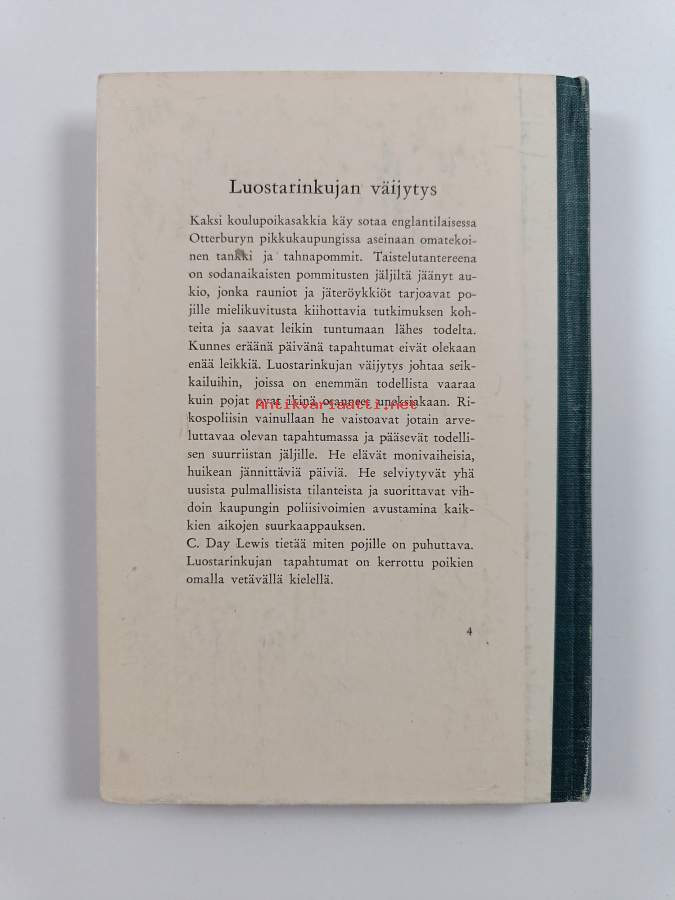 Luostarinkujan väijytys
Kaksi koulupoikasakkia käy sotaa englantilaisessa
Otterburyn pikkukaupungissa aseinaan omatekoi-
nen tankki ja tahnapommit. Taistelutantereena
on sodanaikaisten pommitusten jäljiltä jäänyt au-
kio, jonka rauniot ja jäteröykkiöt tarjoavat po-
jille mielikuvitusta kiihottavia tutkimuksen koh-
teita ja saavat leikin tuntumaan lähes todelta.
Kunnes eräänä päivänä tapahtumat eivät olekaan
enää leikkiä. Luostarinkujan väijytys johtaa seik-
kailuihin, joissa on enemmän todellista vaaraa
kuin pojat ovat ikinä osanneet uneksiakaan. Ri-
Antikvariaatti.net
kospoliisin vainullaan he vaistoavat jotain arve-
luttavaa olevan tapahtumassa ja pääsevät todelli-
sen suurriistan jäljille. He elävät monivaiheisia,
huikean jännittäviä päiviä. He selviytyvät yhä
uusista pulmallisista tilanteista ja suorittavat vih-
doin kaupungin poliisivoimien avustamina kaik-
kien aikojen suurkaappauksen.
C. Day Lewis tietää miten pojille on puhuttava.
Luostarinkujan tapahtumat on kerrottu poikien
omalla vetävällä kielellä.
4